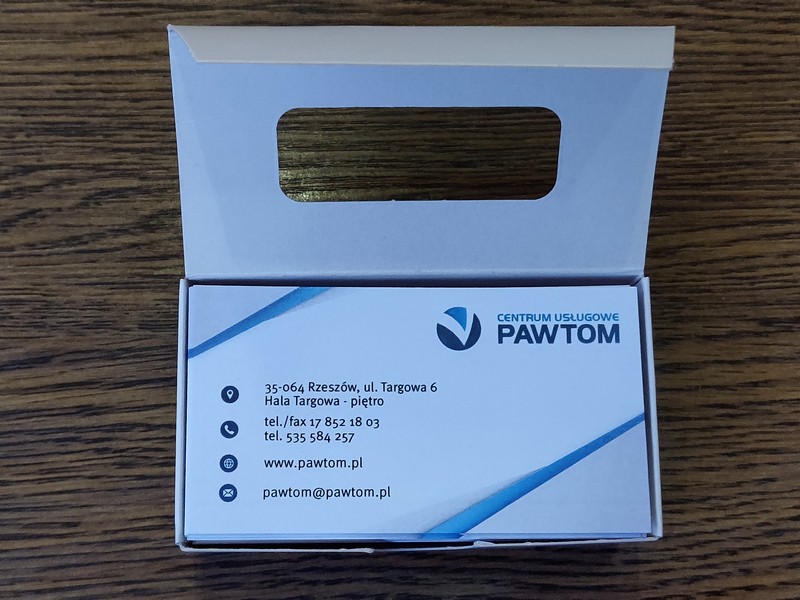 CENTRUM USŁUGOWE
PAWTOM
35-064 Rzeszów, ul. Targowa 6
Hala Targowa - piętro
tel./fax 17 852 18 03
tel. 535 584 257
www.pawtom.pl
pawtom@pawtom.pl